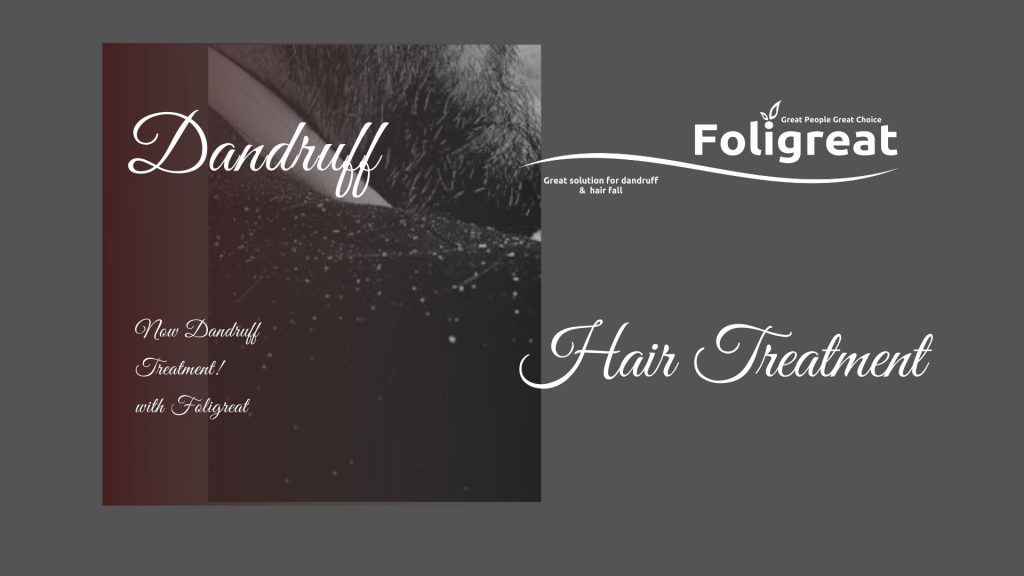 Dandruff
Now Dandruff
Treatment!
with Foligreat
Great People Great Choice
Foligreat
Great solution for dandruff
& hair fall
Hair Treatment